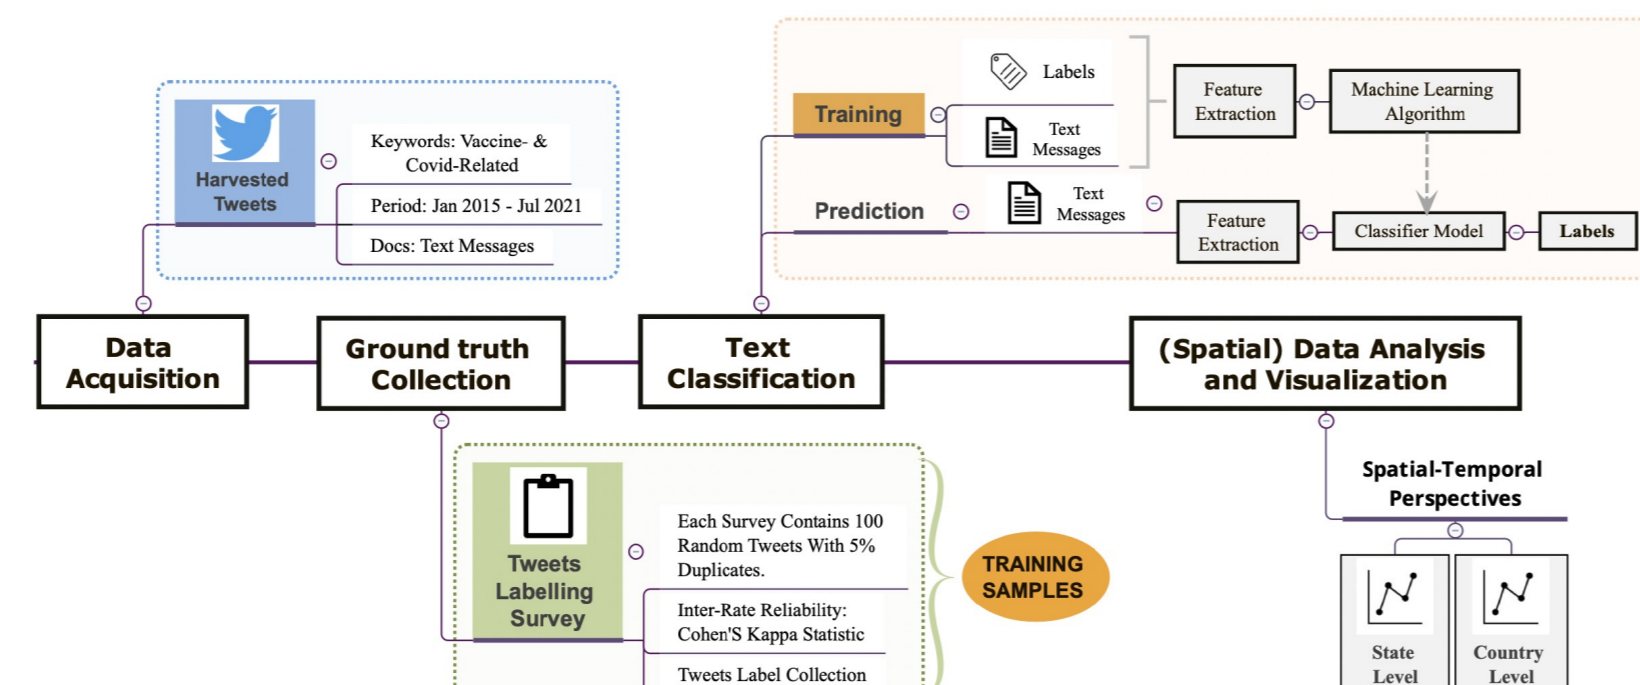 Labels
Training
Text
Messages
Feature
Extraction
Machine Learning
Algorithm
Harvested
Tweets
Keywords: Vaccine- &
Covid-Related
Period: Jan 2015 - Jul 2021
Docs: Text Messages
Prediction
Text
Messages
Feature
Extraction
Classifier Model
Labels
Data
Acquisition
Ground truth
Collection
Text
Classification
(Spatial) Data Analysis
and Visualization
Tweets
Labelling
Survey
Each Survey Contains 100
Random Tweets With 5%
Duplicates.
Inter-Rate Reliability:
Cohen'S Kappa Statistic
Tweets Label Collection
TRAINING
SAMPLES
Spatial-Temporal
Perspectives
State
Level
Country
Level